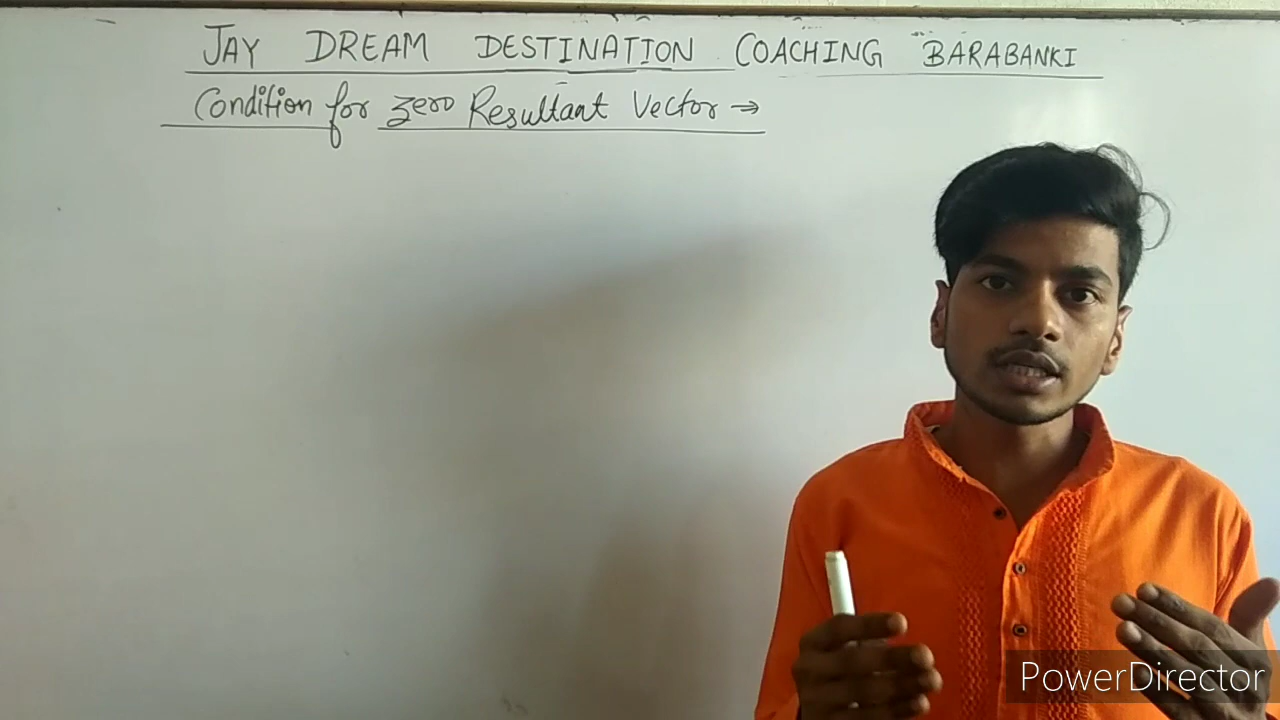 JAY DREAM DESTINATION COACHING BARABANKI
Condition for zero Resultant Vector →
PowerDirector